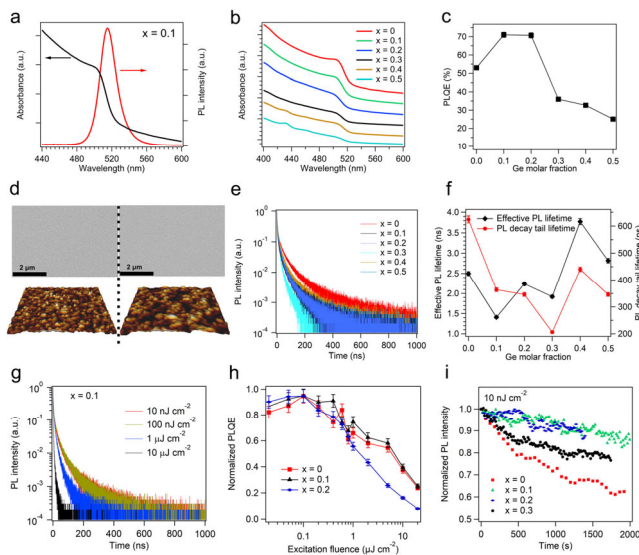 a
x = 0.1
Absorbance (a.u.)
PL intensity (a.u.)
440 480 520 560 600
Wavelength (nm)
b
x = 0
x = 0.1
x = 0.2
x = 0.3
x = 0.4
x = 0.5
Absorbance (a.u.)
400 440 480 520 560 600
Wavelength (nm)
c
PLQE (%)
80
70
60
50
40
30
20
10
0.0 0.1 0.2 0.3 0.4 0.5
Ge molar fraction
d
2 µm
2 µm
e
PL intensity (a.u.)
10⁰
10⁻¹
10⁻²
10⁻³
10⁻⁴
x = 0
x = 0.1
x = 0.2
x = 0.3
x = 0.4
x = 0.5
0 200 400 600 800 1000
Time (ns)
f
Effective PL lifetime
PL decay tail lifetime
Effective PL lifetime (ns)
4.0
3.5
3.0
2.5
2.0
1.5
1.0
PL decay tail lifetime (ns)
600
500
400
300
200
0.0 0.1 0.2 0.3 0.4 0.5
Ge molar fraction
g
x = 0.1
PL intensity (a.u.)
10⁰
10⁻¹
10⁻²
10⁻³
10⁻⁴
10 nJ cm⁻²
100 nJ cm⁻²
1 µJ cm⁻²
10 µJ cm⁻²
0 200 400 600 800 1000
Time (ns)
h
Normalized PLQE
1.0
0.8
0.6
0.4
0.2
0.0
x = 0
x = 0.1
x = 0.2
0.1 1 10
Excitation fluence (µJ cm⁻²)
i
10 nJ cm⁻²
Normalized PL intensity
1.0
0.9
0.8
0.7
0.6
0.5
x = 0
x = 0.1
x = 0.2
x = 0.3
0 500 1000 1500 2000
Time (s)